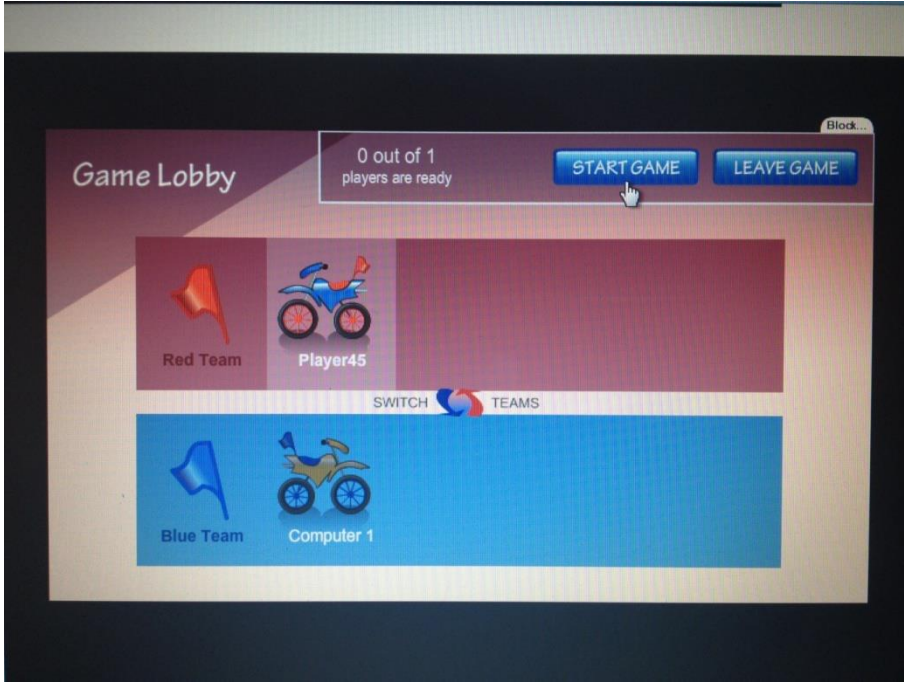 Block...
Game Lobby
0 out of 1
players are ready
START GAME
LEAVE GAME
Red Team
Player45
SWITCH TEAMS
Blue Team
Computer 1